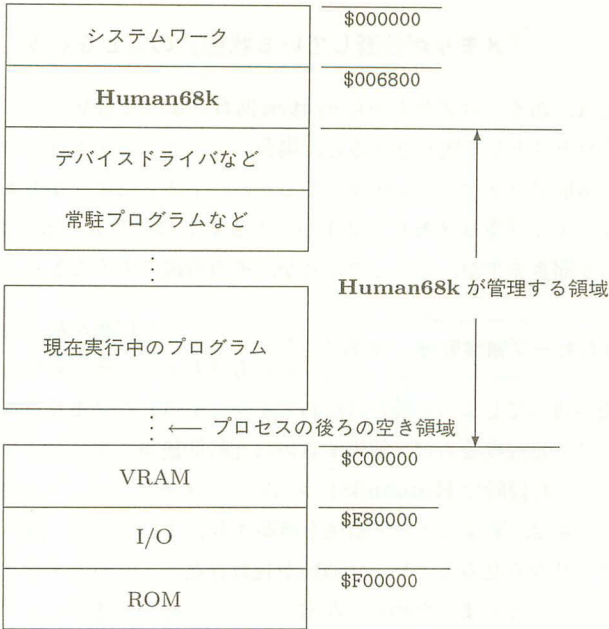 $000000
システムワーク
$006800
Human68k
デバイスドライバなど
常駐プログラムなど
Human68k が管理する領域
現在実行中のプログラム
← プロセスの後ろの空き領域
$C00000
VRAM
$E80000
I/O
$F00000
ROM